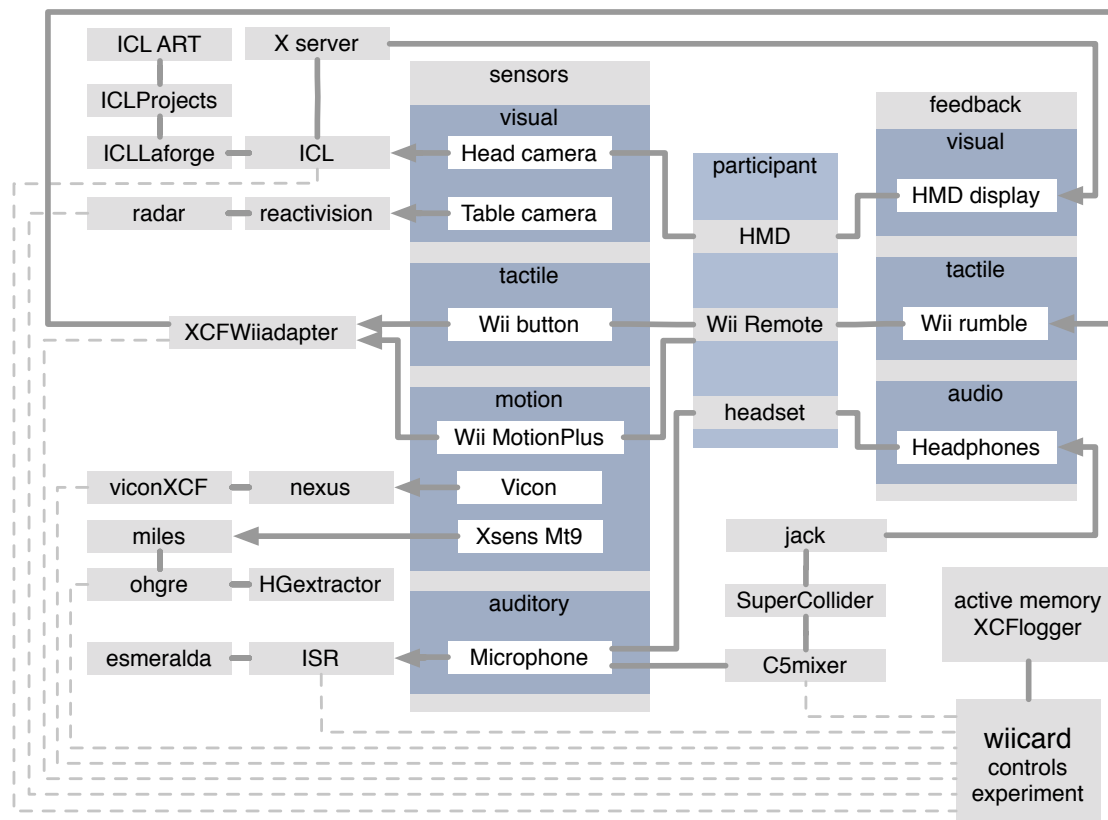 ICL ART
X server
ICLProjects
ICLLaforge
ICL
radar
reactivision
XCFWiiadapter
viconXCF
nexus
miles
ohgre
HGextractor
esmeralda
ISR
sensors
visual
Head camera
Table camera
tactile
Wii button
motion
Wii MotionPlus
Vicon
Xsens Mt9
auditory
Microphone
participant
HMD
Wii Remote
headset
feedback
visual
HMD display
tactile
Wii rumble
audio
Headphones
jack
SuperCollider
C5mixer
active memory
XCFlogger
wiicard
controls
experiment